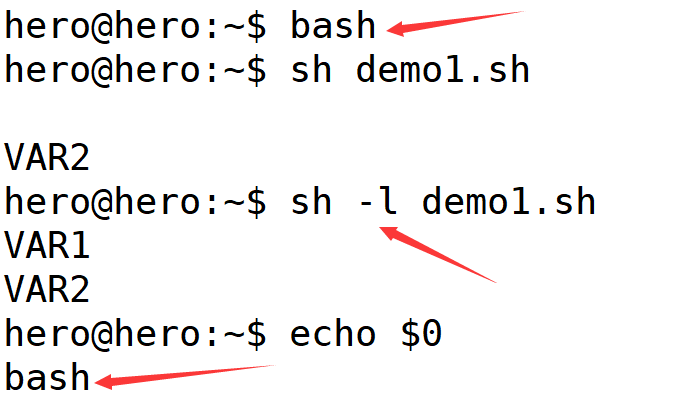 hero@hero:~$ bash
hero@hero:~$ sh demo1.sh
VAR2
hero@hero:~$ sh -l demo1.sh
VAR1
VAR2
hero@hero:~$ echo $0
bash